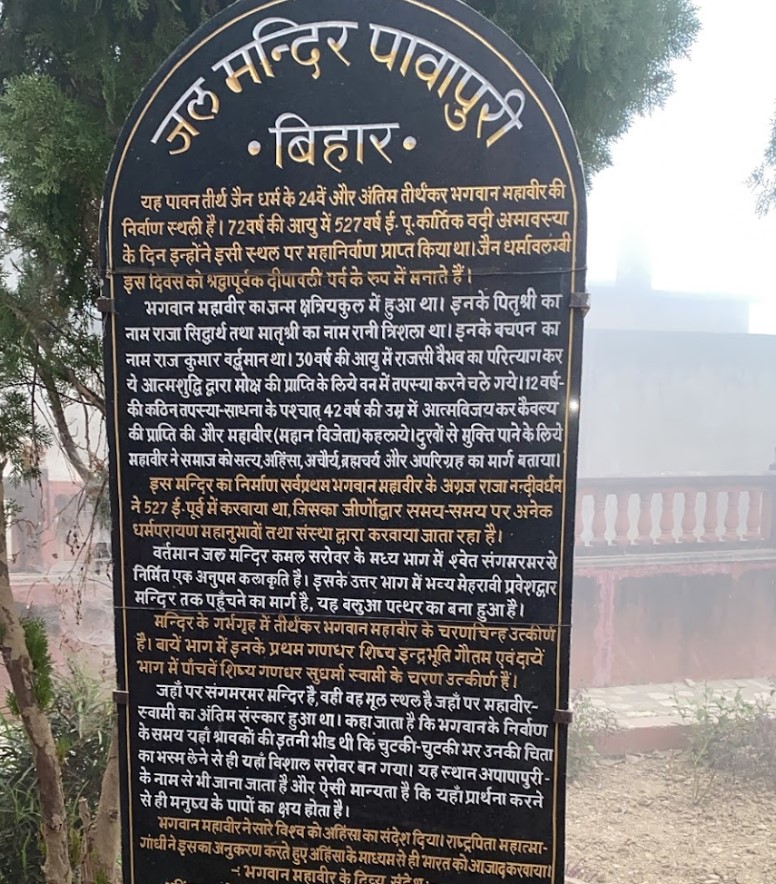 जल मन्दिर पावापुरी
• बिहार •
यह पावन तीर्थ जैन धर्म के 24वें और अंतिम तीर्थंकर भगवान महावीर की
निर्वाण स्थली है। 72वर्ष की आयु में 527 वर्ष ई. पू. कार्तिक वदी अमावस्या
के दिन इन्होंने इसी स्थल पर महानिर्वाण प्राप्त किया था। जैन धर्मावलम्बी
इस दिवस को श्रद्वापूर्वक दीपावली पर्व के रुप में मनाते हैं।
भगवान महावीर का जन्म क्षत्रियकुल में हुआ था। इनके पितृश्री का
नाम राजा सिद्वार्थ तथा मातृश्री का नाम रानी त्रिशला था। इनके बचपन का
नाम राज कुमार वर्द्धमान था। 30 वर्ष की आयु में राजसी वैभव का परित्याग कर
ये आत्मशुद्वि द्वारा मोक्ष की प्राप्ति के लिये वन में तपस्या करने चले गये। 12 वर्ष-
की कठिन तपस्या-साधना के पश्चात् 42 वर्ष की उम्र में आत्मविजय कर कैवल्य
की प्राप्ति की और महावीर (महान विजेता) कहलाये। दुखों से मुक्ति पाने के लिये
महावीर ने समाज को सत्य, अहिंसा, अचौर्य, ब्रह्मचर्य और अपरिग्रह का मार्ग बताया।
इस मन्दिर का निर्माण सर्वप्रथम भगवान महावीर के अग्रज राजा नन्दीवर्धन
ने 527 ई-पूर्व में करवाया था, जिसका जीर्णोद्वार समय-समय पर अनेक
धर्मपरायण महानुभावों तथा संस्था द्वारा करवाया जाता रहा है।
वर्तमान जल मन्दिर कमल सरोवर के मध्य भाग में श्वेत संगमरमर से
निर्मित एक अनुपम कलाकृति है। इसके उत्तर भाग में भव्य मेहरावी प्रवेशद्वार
मन्दिर तक पहुँचने का मार्ग है, यह बलुआ पत्थर का बना हुआ है।
मन्दिर के गर्भगृह में तीर्थंकर भगवान महावीर के चरणचिन्ह उत्कीर्ण
है। बायें भाग में इनके प्रथम गणधर शिष्य इन्द्रभूति गौतम एवं दायें
भाग में पाँचवें शिष्य गणधर सुधर्मा स्वामी के चरण उत्कीर्ण हैं।
जहाँ पर संगमरमर मन्दिर है, वही वह मूल स्थल है जहाँ पर महावीर-
स्वामी का अंतिम संस्कार हुआ था। कहा जाता है कि भगवान के निर्वाण
के समय यहां श्रावकों की इतनी भीड थी कि चुटकी-चुटकी भर उनकी चिता
का भस्म लेने से ही यहाँ विशाल सरोवर बन गया। यह स्थान अपापापुरी-
के नाम से भी जाना जाता है और ऐसी मान्यता है कि यहाँ प्रार्थना करने
से ही मनुष्य के पापों का क्षय होता है।
भगवान महावीर ने सारे विश्व को अहिंसा का संदेश दिया। राष्ट्रपिता महात्मा-
गांधी ने इसका अनुकरण करते हुए अहिंसा के माध्यम से ही भारत को आजाद करवाया।
-: भगवान महावीर के दिव्य संदेश:-